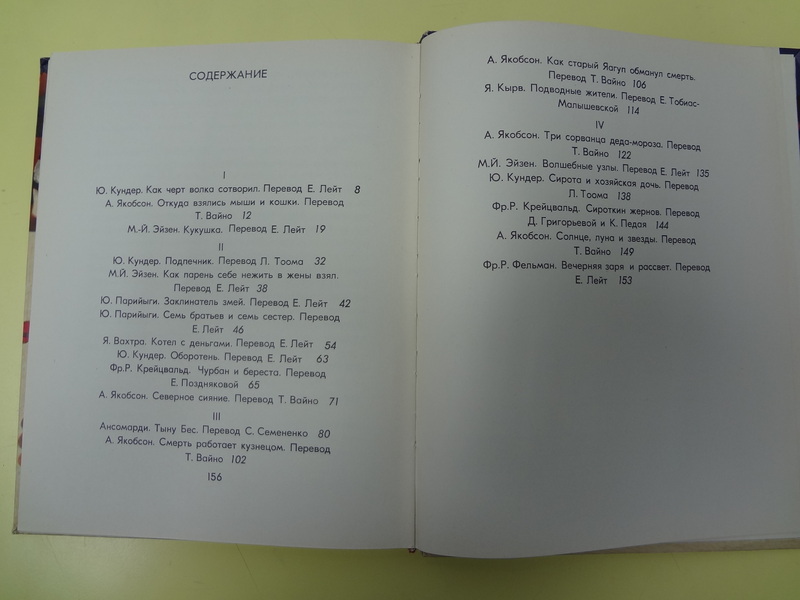 СОДЕРЖАНИЕ
I
Ю. Кундер. Как черт волка сотворил. Перевод Е. Лейт 8
А. Якобсон. Откуда взялись мыши и кошки. Перевод
Т. Вайно 12
М.-Й. Эйзен. Кукушка. Перевод Е. Лейт 19
II
Ю. Кундер. Подпечник. Перевод Л. Тоома 32
М.Й. Эйзен. Как парень себе нежить в жены взял.
Перевод Е. Лейт 38
Ю. Парийыги. Заклинатель змей. Перевод Е. Лейт 42
Ю. Парийыги. Семь братьев и семь сестер. Перевод
Е. Лейт 46
Я. Вахтра. Котел с деньгами. Перевод Е. Лейт 54
Ю. Кундер. Оборотень. Перевод Е. Лейт 63
Фр.Р. Крейцвальд. Чурбан и береста. Перевод
Е. Поздняковой 65
А. Якобсон. Северное сияние. Перевод Т. Вайно 71
III
Ансомарди. Тыну Бес. Перевод С. Семененко 80
А. Якобсон. Смерть работает кузнецом. Перевод
Т. Вайно 102
156
А. Якобсон. Как старый Яагуп обманул смерть.
Перевод Т. Вайно 106
Я. Кырв. Подводные жители. Перевод Е. Тобиас-
Малышевской 114
IV
А. Якобсон. Три сорванца деда-мороза. Перевод
Т. Вайно 122
М.Й. Эйзен. Волшебные узлы. Перевод Е. Лейт 135
Ю. Кундер. Сирота и хозяйская дочь. Перевод
Л. Тоома 138
Фр.Р. Крейцвальд. Сироткин жернов. Перевод
Д. Григорьевой и К. Педая 144
А. Якобсон. Солнце, луна и звезды. Перевод
Т. Вайно 149
Фр.Р. Фельман. Вечерняя заря и рассвет. Перевод
Е. Лейт 153